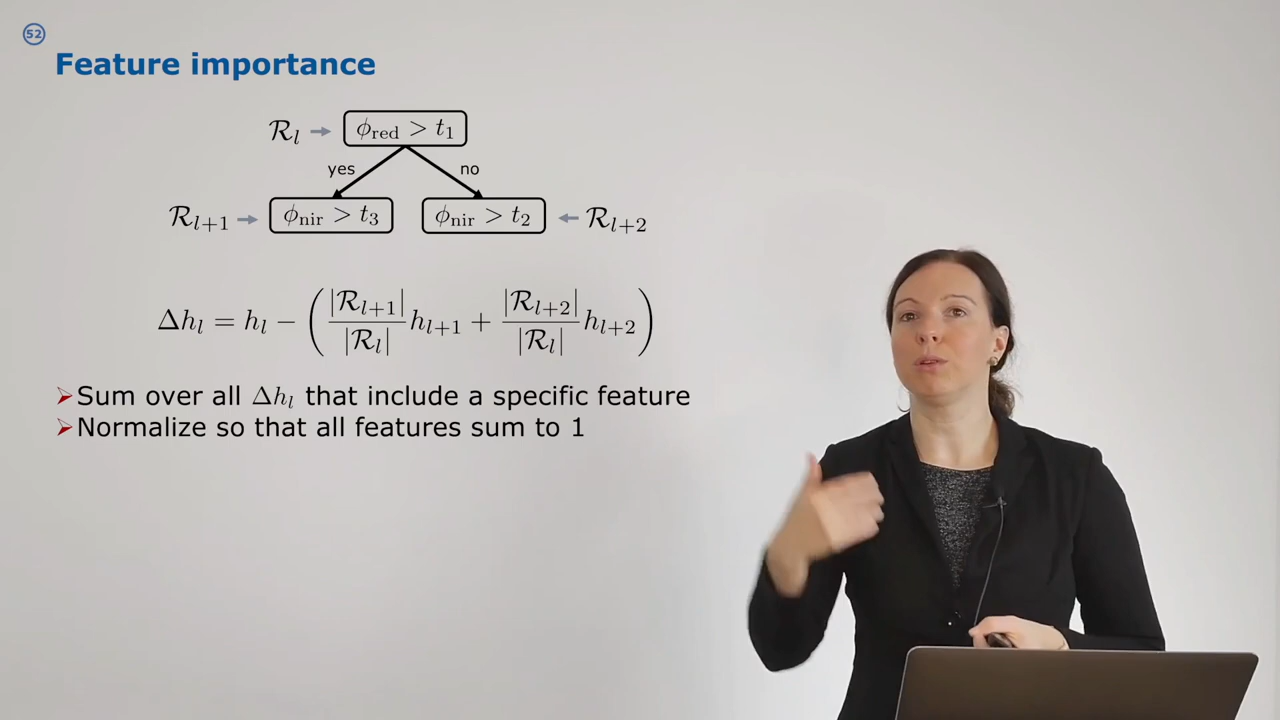 52
Feature importance
ℛ_l → ϕ_red > t_1
yes no
ℛ_{l+1} → ϕ_nir > t_3 ϕ_nir > t_2 ← ℛ_{l+2}
Δh_l = h_l − ( |ℛ_{l+1}| / |ℛ_l| h_{l+1} + |ℛ_{l+2}| / |ℛ_l| h_{l+2} )
➢Sum over all Δh_l that include a specific feature
➢Normalize so that all features sum to 1